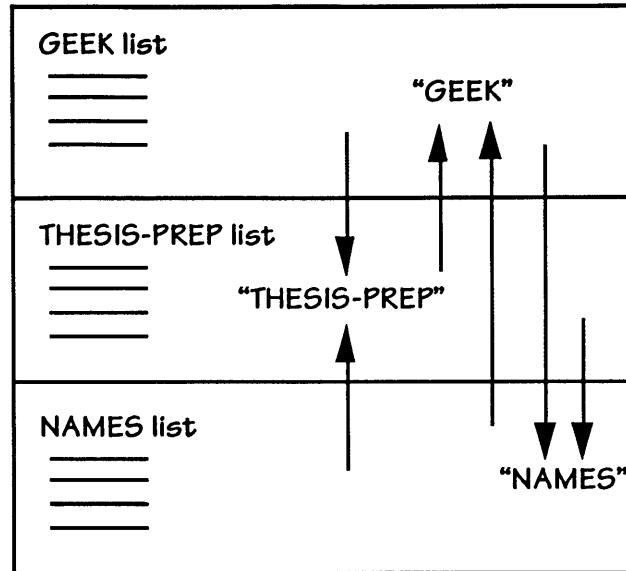 GEEK list
"GEEK"
THESIS-PREP list
"THESIS-PREP"
NAMES list
"NAMES"